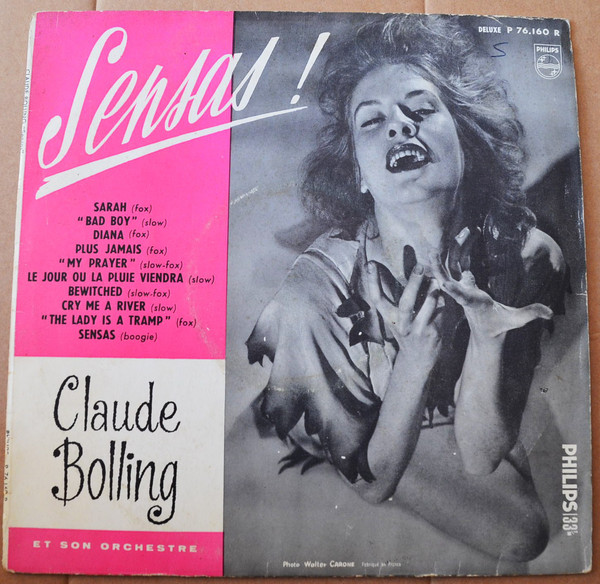 Sensas !
DELUXE P 76.160 R
PHILIPS
S
SARAH (fox)
"BAD BOY" (slow)
DIANA (fox)
PLUS JAMAIS (fox)
"MY PRAYER" (slow-fox)
LE JOUR OU LA PLUIE VIENDRA (slow)
BEWITCHED (slow-fox)
CRY ME A RIVER (slow)
"THE LADY IS A TRAMP" (fox)
SENSAS (boogie)
Claude
Bolling
ET SON ORCHESTRE
PHILIPS
Photo Walter CARONE Fabriqué en France